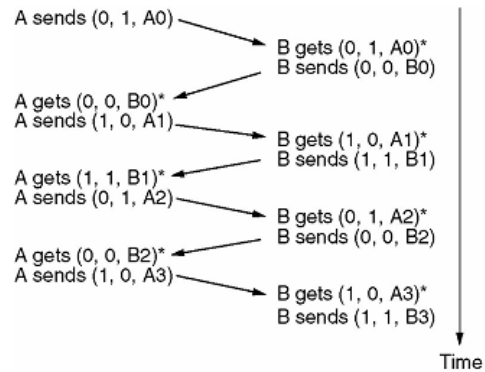 A sends (0, 1, A0)
B gets (0, 1, A0)*
B sends (0, 0, B0)
A gets (0, 0, B0)*
A sends (1, 0, A1)
B gets (1, 0, A1)*
B sends (1, 1, B1)
A gets (1, 1, B1)*
A sends (0, 1, A2)
B gets (0, 1, A2)*
B sends (0, 0, B2)
A gets (0, 0, B2)*
A sends (1, 0, A3)
B gets (1, 0, A3)*
B sends (1, 1, B3)
Time